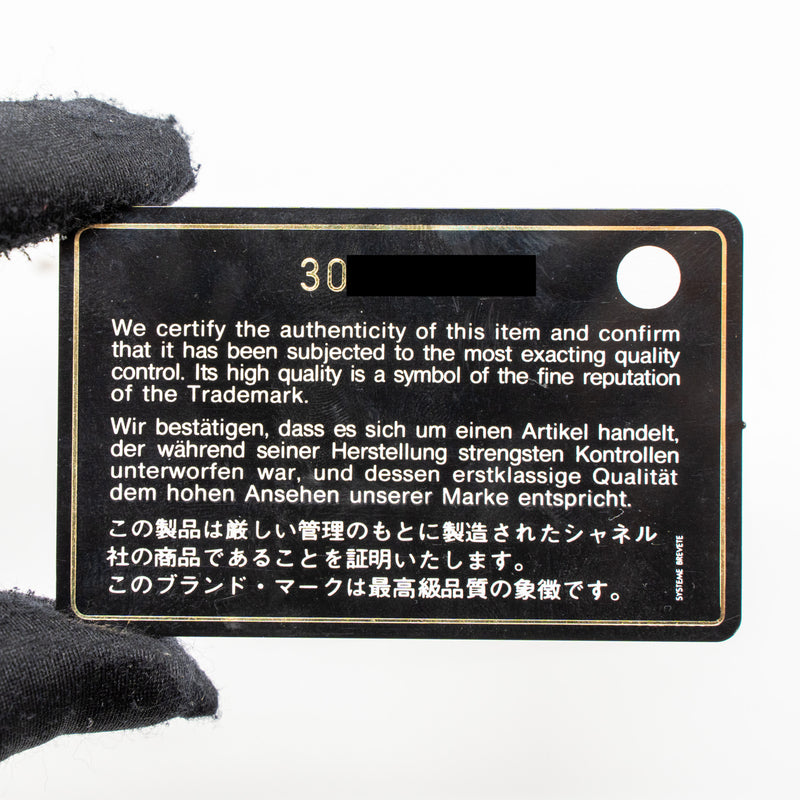 30
We certify the authenticity of this item and confirm
that it has been subjected to the most exacting quality
control. Its high quality is a symbol of the fine reputation
of the Trademark.
Wir bestätigen, dass es sich um einen Artikel handelt,
der während seiner Herstellung strengsten Kontrollen
unterworfen war, und dessen erstklassige Qualität
dem hohen Ansehen unserer Marke entspricht.
この製品は厳しい管理のもとに製造されたシャネル
社の商品であることを証明いたします。
このブランド・マークは最高級品質の象徴です。
SYSTEME BREVETE